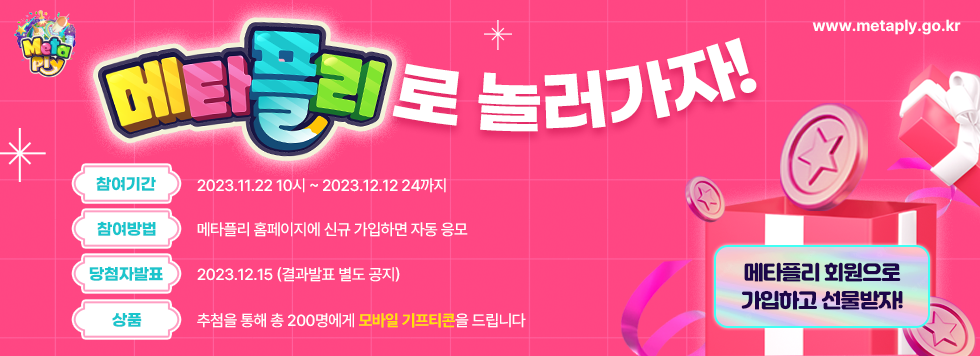 Meta
Ply
www.metaply.go.kr
메타플리로 놀러가자!
참여기간 2023.11.22 10시 ~ 2023.12.12 24까지
참여방법 메타플리 홈페이지에 신규 가입하면 자동 응모
당첨자발표 2023.12.15 (결과발표 별도 공지)
상품 추첨을 통해 총 200명에게 모바일 기프티콘을 드립니다
메타플리 회원으로
가입하고 선물받자!